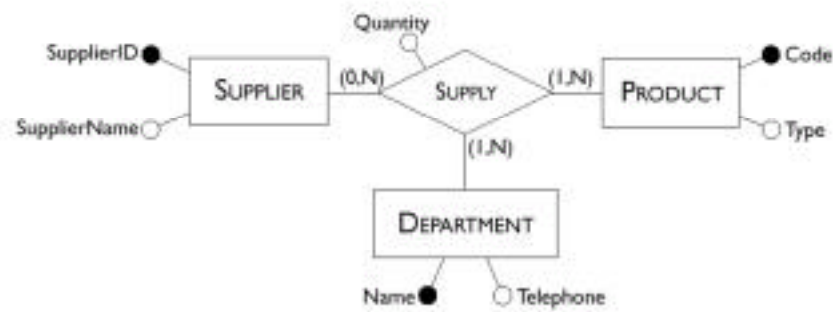 Quantity
SupplierID
SUPPLIER
(0,N)
SUPPLY
(1,N)
PRODUCT
Code
SupplierName
Type
(1,N)
DEPARTMENT
Name
Telephone